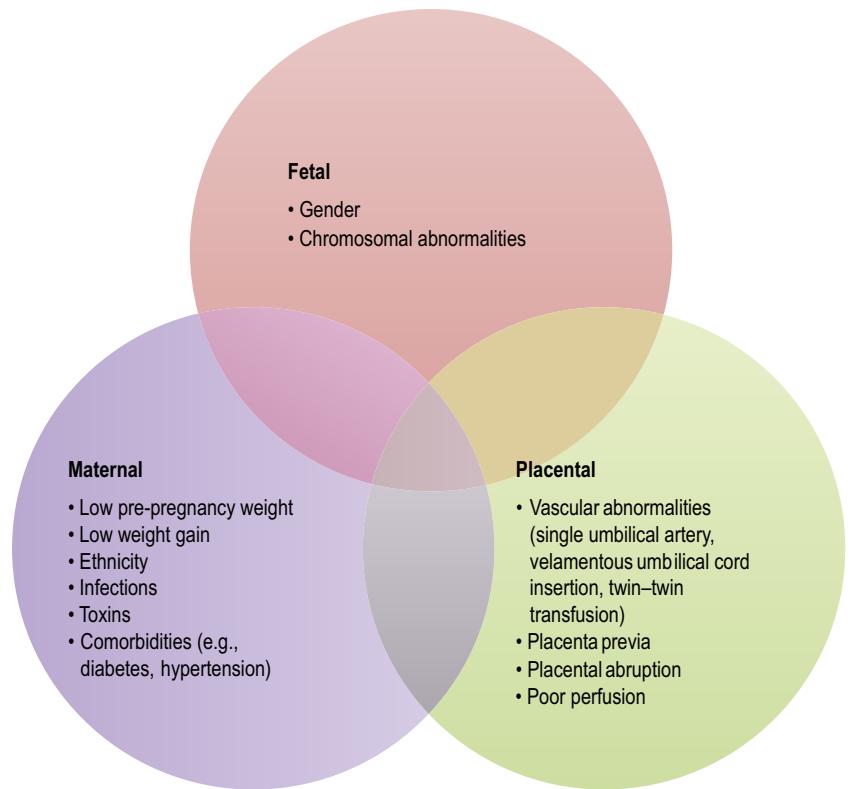 Fetal
• Gender
• Chromosomal abnormalities
Maternal
• Low pre-pregnancy weight
• Low weight gain
• Ethnicity
• Infections
• Toxins
• Comorbidities (e.g.,
diabetes, hypertension)
Placental
• Vascular abnormalities
(single umbilical artery,
velamentous umbilical cord
insertion, twin–twin
transfusion)
• Placenta previa
• Placental abruption
• Poor perfusion